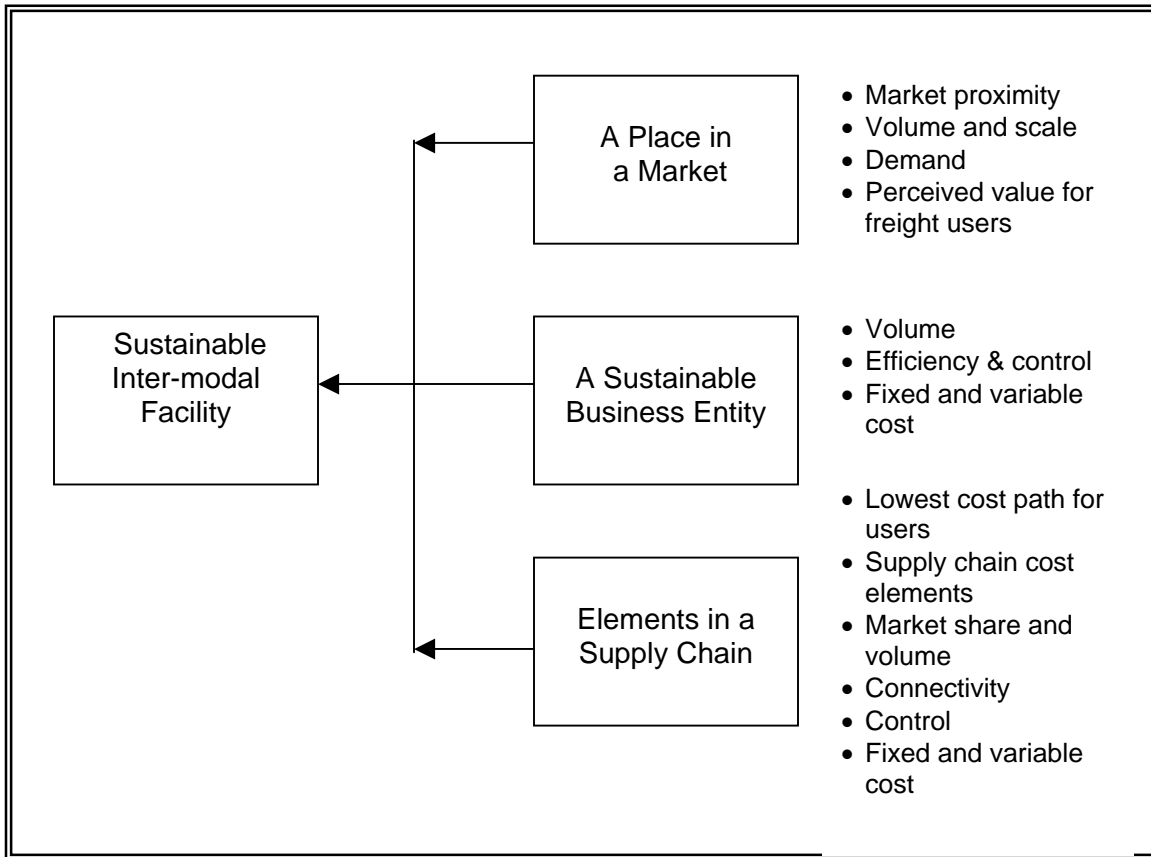 A Place in
a Market
• Market proximity
• Volume and scale
• Demand
• Perceived value for
freight users
Sustainable
Inter-modal
Facility
A Sustainable
Business Entity
• Volume
• Efficiency & control
• Fixed and variable
cost
Elements in a
Supply Chain
• Lowest cost path for
users
• Supply chain cost
elements
• Market share and
volume
• Connectivity
• Control
• Fixed and variable
cost